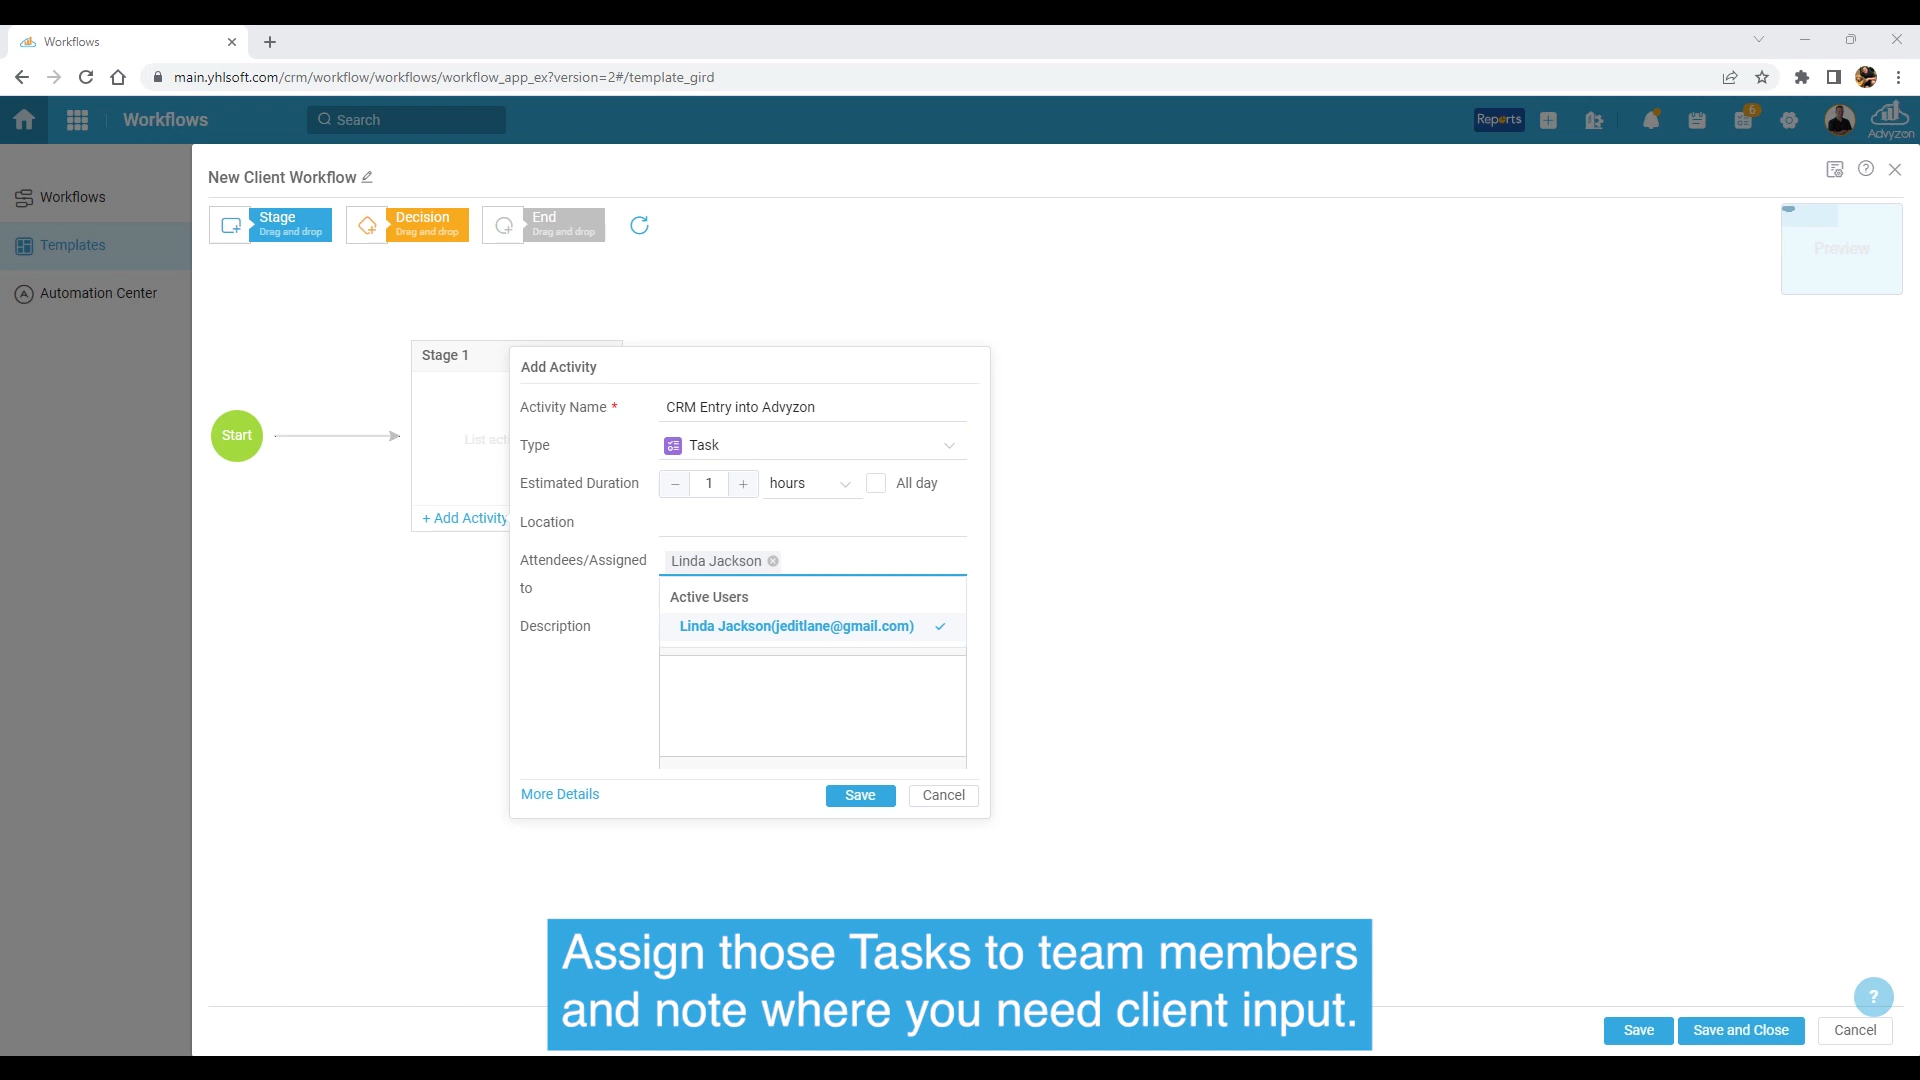 Workflows
main.yhlsoft.com/crm/workflow/workflows/workflow_app_ex?version=2#/template_gird
Workflows
Search
Reports
6
Advyzon
New Client Workflow
Workflows
Templates
Automation Center
Stage
Drag and drop
Decision
Drag and drop
End
Drag and drop
Preview
Start
Stage 1
List acti
+ Add Activity
Add Activity
Activity Name *
CRM Entry into Advyzon
Type
Task
Estimated Duration
− 1 + hours
All day
Location
Attendees/Assigned
to
Linda Jackson
Active Users
Linda Jackson(jeditlane@gmail.com)
Description
More Details
Save
Cancel
Assign those Tasks to team members
and note where you need client input.
?
Save
Save and Close
Cancel